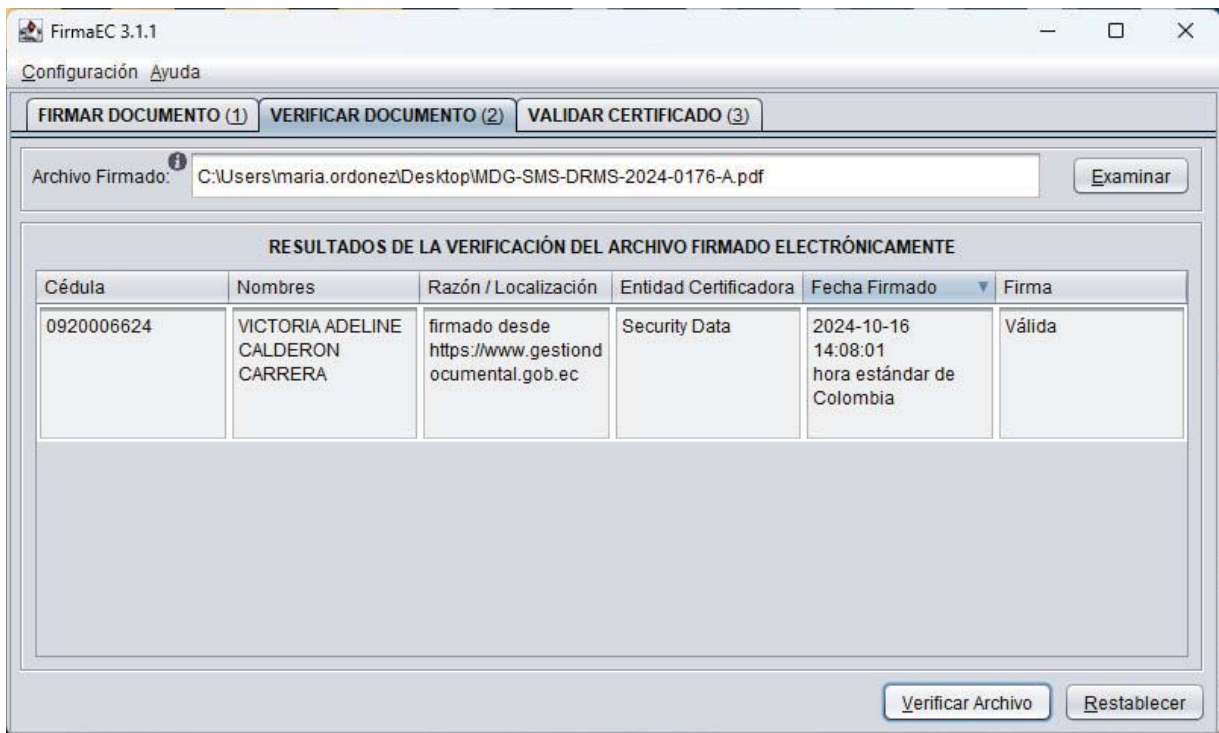 FirmaEC 3.1.1
Configuración Ayuda
FIRMAR DOCUMENTO (1) VERIFICAR DOCUMENTO (2) VALIDAR CERTIFICADO (3)
Archivo Firmado: C:\Users\maria.ordonez\Desktop\MDG-SMS-DRMS-2024-0176-A.pdf Examinar
RESULTADOS DE LA VERIFICACIÓN DEL ARCHIVO FIRMADO ELECTRÓNICAMENTE
Cédula Nombres Razón / Localización Entidad Certificadora Fecha Firmado Firma
0920006624 VICTORIA ADELINE firmado desde Security Data 2024-10-16 Válida
CALDERON https://www.gestiond 14:08:01
CARRERA ocumental.gob.ec hora estándar de
Colombia
Verificar Archivo Restablecer